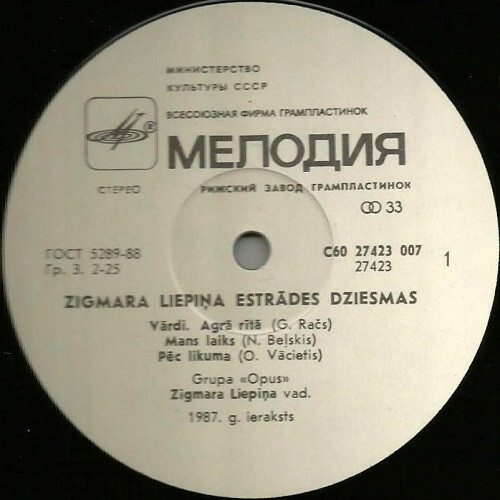 МИНИСТЕРСТВО
КУЛЬТУРЫ СССР
ВСЕСОЮЗНАЯ ФИРМА ГРАМПЛАСТИНОК
®
МЕЛОДИЯ
СТЕРЕО
РИЖСКИЙ ЗАВОД ГРАМПЛАСТИНОК
33
ГОСТ 5289-88
Гр. 3. 2-25
С60 27423 007
27423
1
ZIGMARA LIEPIŅA ESTRĀDES DZIESMAS
Vārdi. Agrā rītā (G. Račs)
Mans laiks (N. Beļskis)
Pēc likuma (O. Vācietis)
Grupa «Opus»
Zigmara Liepiņa vad.
1987. g. ieraksts